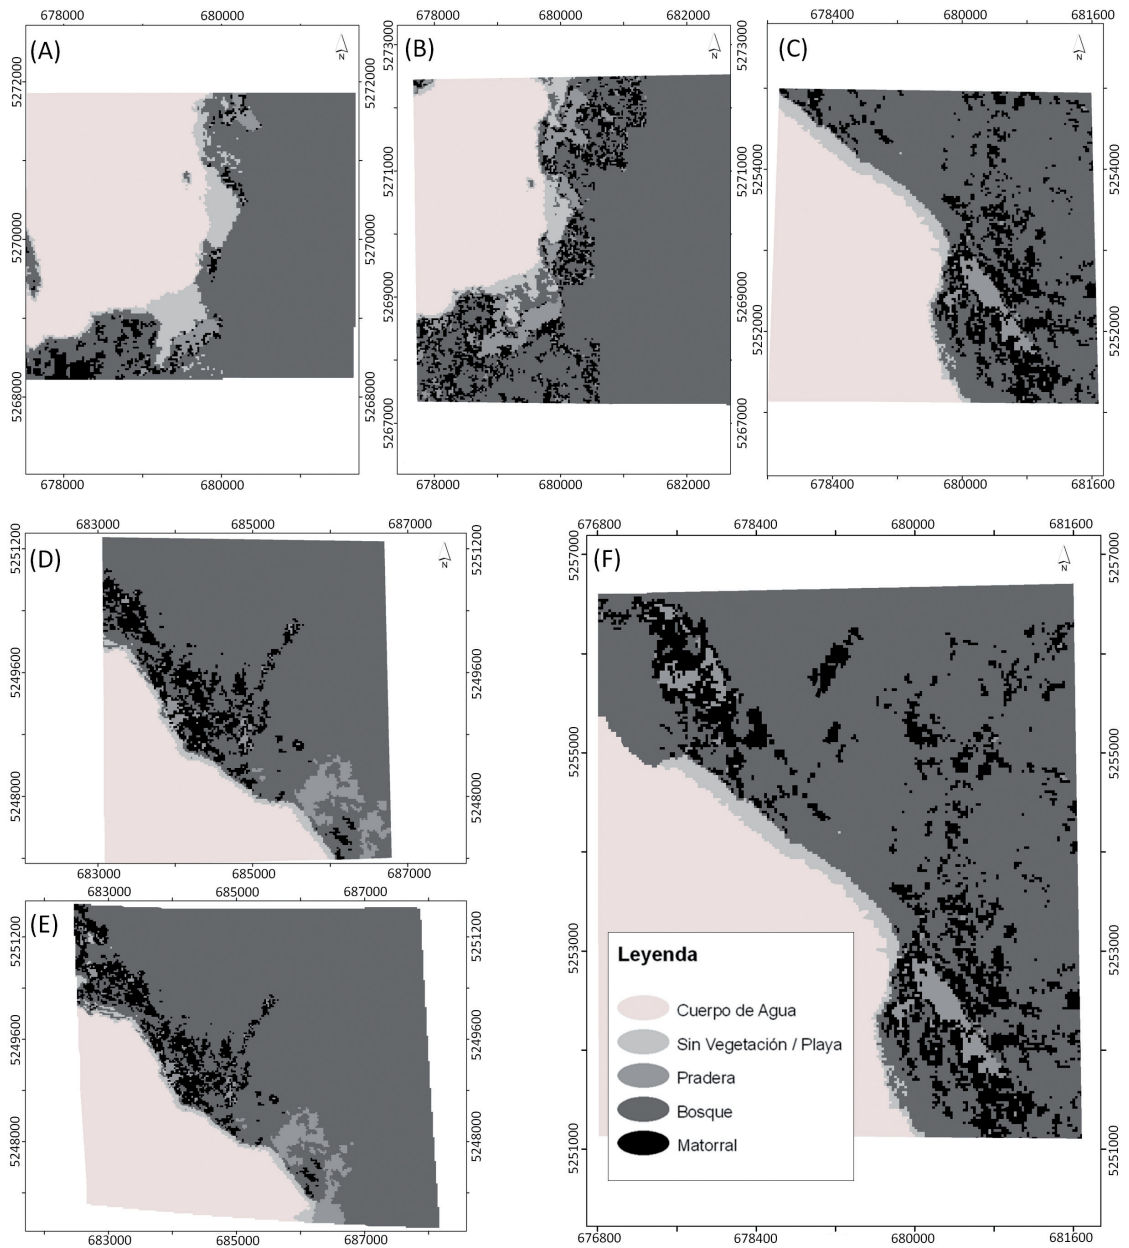 678000 680000
(A)
N
5272000 5272000
5270000 5270000
5268000 5268000
678000 680000
678000 680000 682000
(B)
N
5273000 5273000
5271000 5271000
5269000 5269000
5267000 5267000
678000 680000 682000
678400 680000 681600
(C)
N
5254000 5254000
5252000 5252000
678400 680000 681600
683000 685000 687000
(D)
N
5251200 5251200
5249600 5249600
5248000 5248000
683000 685000 687000
683000 685000 687000
(E)
5251200 5251200
5249600 5249600
5248000 5248000
683000 685000 687000
676800 678400 680000 681600
(F)
N
5257000 5257000
5255000 5255000
5253000 5253000
5251000 5251000
Leyenda
Cuerpo de Agua
Sin Vegetación / Playa
Pradera
Bosque
Matorral
676800 678400 680000 681600